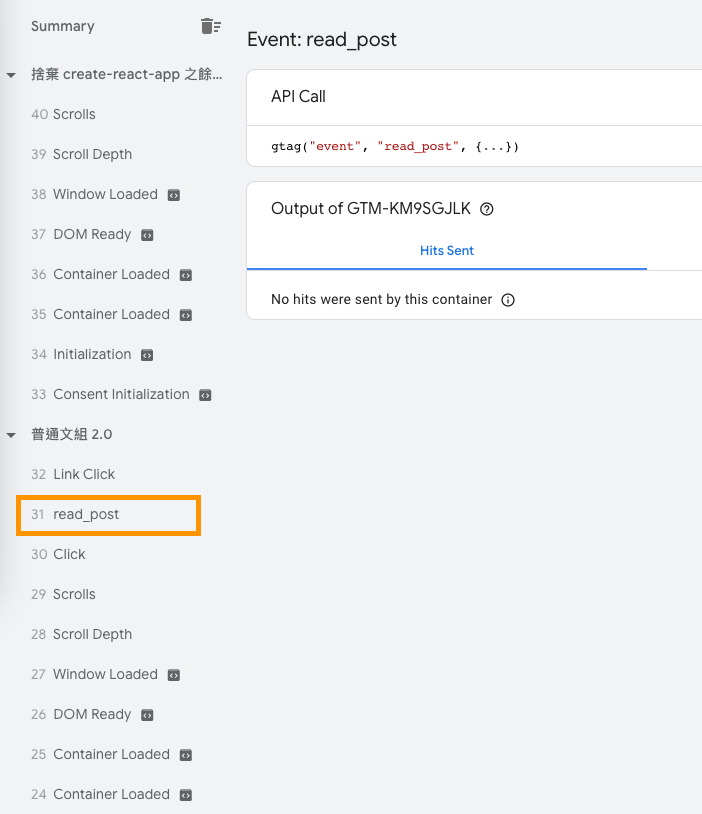 Summary
捨棄 create-react-app 之餘...
40 Scrolls
39 Scroll Depth
38 Window Loaded
37 DOM Ready
36 Container Loaded
35 Container Loaded
34 Initialization
33 Consent Initialization
普通文組 2.0
32 Link Click
31 read_post
30 Click
29 Scrolls
28 Scroll Depth
27 Window Loaded
26 DOM Ready
25 Container Loaded
24 Container Loaded
Event: read_post
API Call
gtag("event", "read_post", {...})
Output of GTM-KM9SGJLK
Hits Sent
No hits were sent by this container